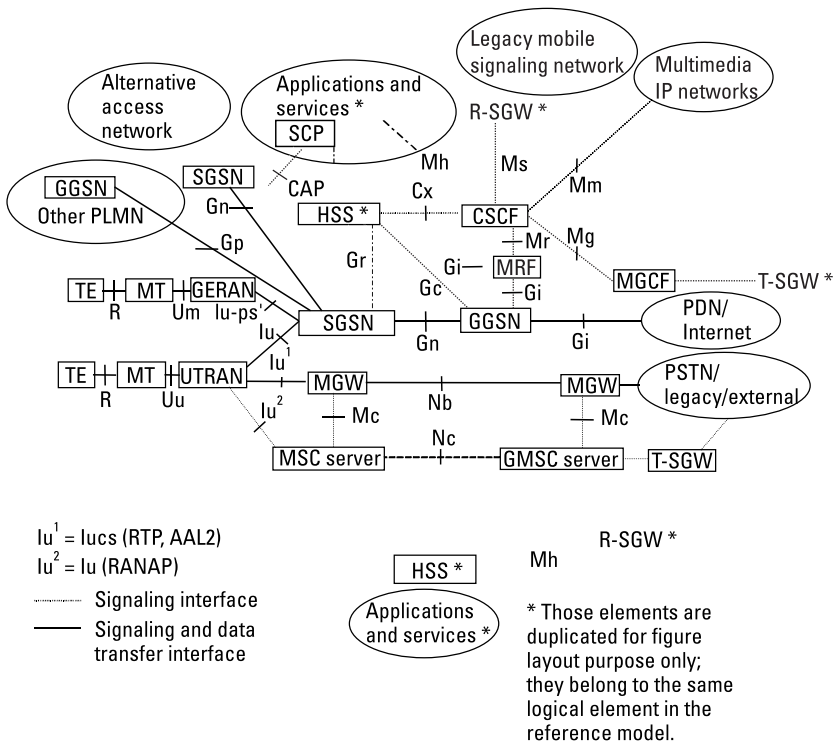 Legacy mobile
signaling network
Alternative
access
network
Applications and
services *
SCP
Multimedia
IP networks
R-SGW *
Mh
Ms
Mm
SGSN
CAP
Cx
GGSN
Other PLMN
Gn
HSS *
CSCF
Gp
Gr
Mr
Mg
Gi
MRF
Gc
Gi
MGCF
T-SGW *
TE
R
MT
Um
GERAN
Iu-ps'
Iu
SGSN
Gn
GGSN
Gi
PDN/
Internet
TE
R
MT
Uu
UTRAN
Iu1
MGW
Nb
MGW
PSTN/
legacy/external
Iu2
Mc
Mc
Nc
MSC server
GMSC server
T-SGW
Iu1 = Iucs (RTP, AAL2)
Iu2 = Iu (RANAP)
Signaling interface
Signaling and data
transfer interface
HSS *
Applications
and services *
Mh
R-SGW *
* Those elements are
duplicated for figure
layout purpose only;
they belong to the same
logical element in the
reference model.